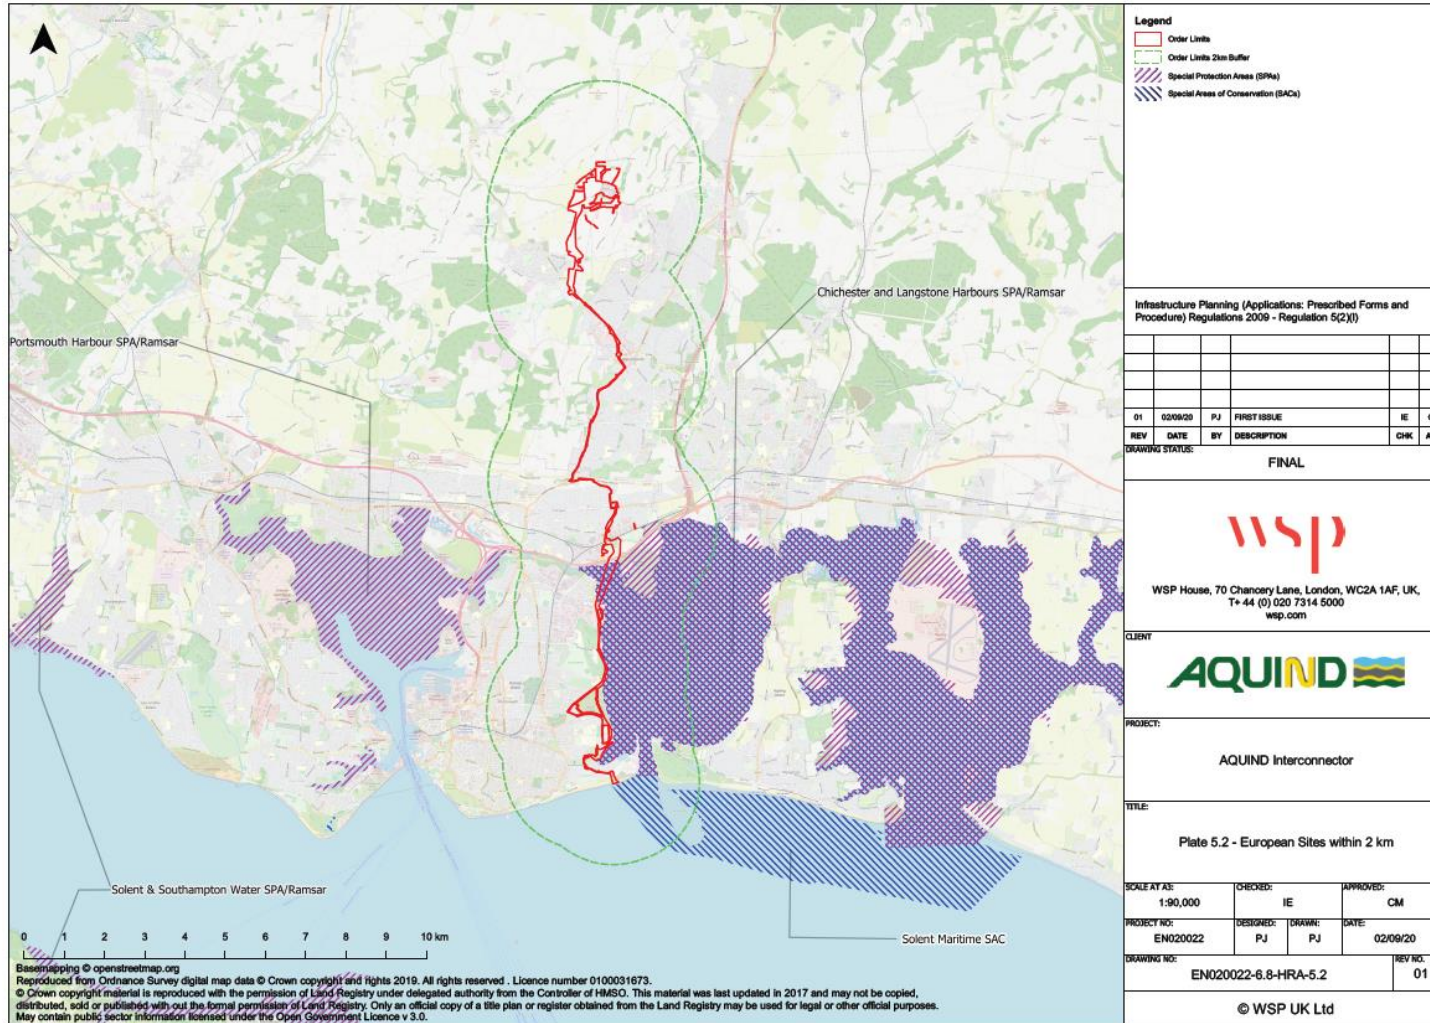 Legend
Order Limits
Order Limits 2km Buffer
Special Protection Areas (SPAs)
Special Areas of Conservation (SACs)
Chichester and Langstone Harbours SPA/Ramsar
Portsmouth Harbour SPA/Ramsar
Solent & Southampton Water SPA/Ramsar
Solent Maritime SAC
0 1 2 3 4 5 6 7 8 9 10 km
Basemapping © openstreetmap.org
Reproduced from Ordnance Survey digital map data © Crown copyright and rights 2019. All rights reserved . Licence number 0100031673.
© Crown copyright material is reproduced with the permission of Land Registry under delegated authority from the Controller of HMSO. This material was last updated in 2017 and may not be copied,
distributed, sold or published with out the formal permission of Land Registry. Only an official copy of a title plan or register obtained from the Land Registry may be used for legal or other official purposes.
May contain public sector information licensed under the Open Government Licence v 3.0.
Infrastructure Planning (Applications: Prescribed Forms and
Procedure) Regulations 2009 - Regulation 5(2)(l)
01 02/09/20 PJ FIRST ISSUE IE
REV DATE BY DESCRIPTION CHK A
DRAWING STATUS:
FINAL
wsp
WSP House, 70 Chancery Lane, London, WC2A 1AF, UK,
T+ 44 (0) 020 7314 5000
wsp.com
CLIENT
AQUIND
PROJECT:
AQUIND Interconnector
TITLE:
Plate 5.2 - European Sites within 2 km
SCALE AT A3: CHECKED: APPROVED:
1:90,000 IE CM
PROJECT NO: DESIGNED: DRAWN: DATE:
EN020022 PJ PJ 02/09/20
DRAWING NO: REV NO.
EN020022-6.8-HRA-5.2 01
© WSP UK Ltd